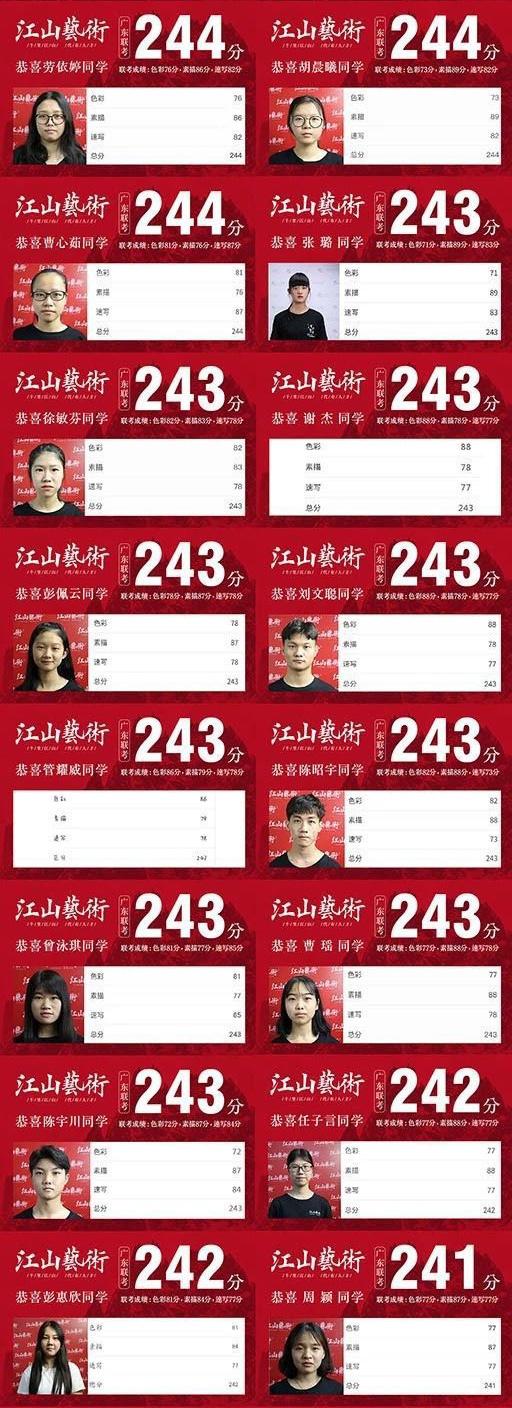 江山藝術 广东联考 244分
恭喜劳依婷同学 联考成绩:色彩76分,素描86分,速写82分
色彩 76
素描 86
速写 82
总分 244
江山藝術 广东联考 244分
恭喜胡晨曦同学 联考成绩:色彩73分,素描89分,速写82分
色彩 73
素描 89
速写 82
总分 244
江山藝術 广东联考 244分
恭喜曹心茹同学 联考成绩:色彩81分,素描76分,速写87分
色彩 81
素描 76
速写 87
总分 244
江山藝術 广东联考 243分
恭喜 张 璐 同学 联考成绩:色彩71分,素描89分,速写83分
色彩 71
素描 89
速写 83
总分 243
江山藝術 广东联考 243分
恭喜徐敏芬同学 联考成绩:色彩82分,素描83分,速写78分
色彩 82
素描 83
速写 78
总分 243
江山藝術 广东联考 243分
恭喜 谢 杰 同学 联考成绩:色彩88分,素描78分,速写77分
色彩 88
素描 78
速写 77
总分 243
江山藝術 广东联考 243分
恭喜彭佩云同学 联考成绩:色彩78分,素描87分,速写78分
色彩 78
素描 87
速写 78
总分 243
江山藝術 广东联考 243分
恭喜刘文聪同学 联考成绩:色彩88分,素描78分,速写77分
色彩 88
素描 78
速写 77
总分 243
江山藝術 广东联考 243分
恭喜管耀威同学 联考成绩:色彩86分,素描79分,速写78分
色彩 86
素描 79
速写 78
总分 243
江山藝術 广东联考 243分
恭喜陈昭宇同学 联考成绩:色彩82分,素描88分,速写73分
色彩 82
素描 88
速写 73
总分 243
江山藝術 广东联考 243分
恭喜曾泳琪同学 联考成绩:色彩81分,素描77分,速写85分
色彩 81
素描 77
速写 85
总分 243
江山藝術 广东联考 243分
恭喜 曹 瑶 同学 联考成绩:色彩77分,素描88分,速写78分
色彩 77
素描 88
速写 78
总分 243
江山藝術 广东联考 243分
恭喜陈宇川同学 联考成绩:色彩72分,素描87分,速写84分
色彩 72
素描 87
速写 84
总分 243
江山藝術 广东联考 242分
恭喜任子言同学 联考成绩:色彩77分,素描88分,速写77分
色彩 77
素描 88
速写 77
总分 242
江山藝術 广东联考 242分
恭喜彭惠欣同学 联考成绩:色彩81分,素描84分,速写77分
色彩 81
素描 84
速写 77
总分 242
江山藝術 广东联考 241分
恭喜 周 颖 同学 联考成绩:色彩77分,素描87分,速写77分
色彩 77
素描 87
速写 77
总分 241